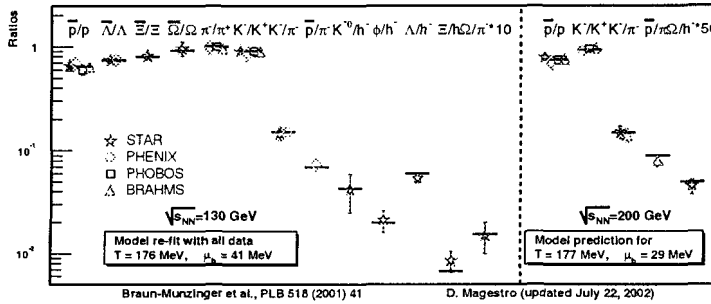 Ratios
p̅/p Λ̅/Λ Ξ̅/Ξ Ω̅/Ω π⁻/π⁺ K⁻/K⁺ K⁻/π⁻ p̅/π⁻ K*⁰/h⁻ φ/h⁻ Λ/h⁻ Ξ/h⁻ Ω/π⁻*10 p̅/p K⁻/K⁺ K⁻/π⁻ p̅/π⁻ Ω/h⁻*50
1
10⁻¹
10⁻²
STAR
PHENIX
PHOBOS
BRAHMS
√sNN=130 GeV
Model re-fit with all data
T = 176 MeV, μb = 41 MeV
√sNN=200 GeV
Model prediction for
T = 177 MeV, μb = 29 MeV
Braun-Munzinger et al., PLB 518 (2001) 41 D. Magestro (updated July 22, 2002)